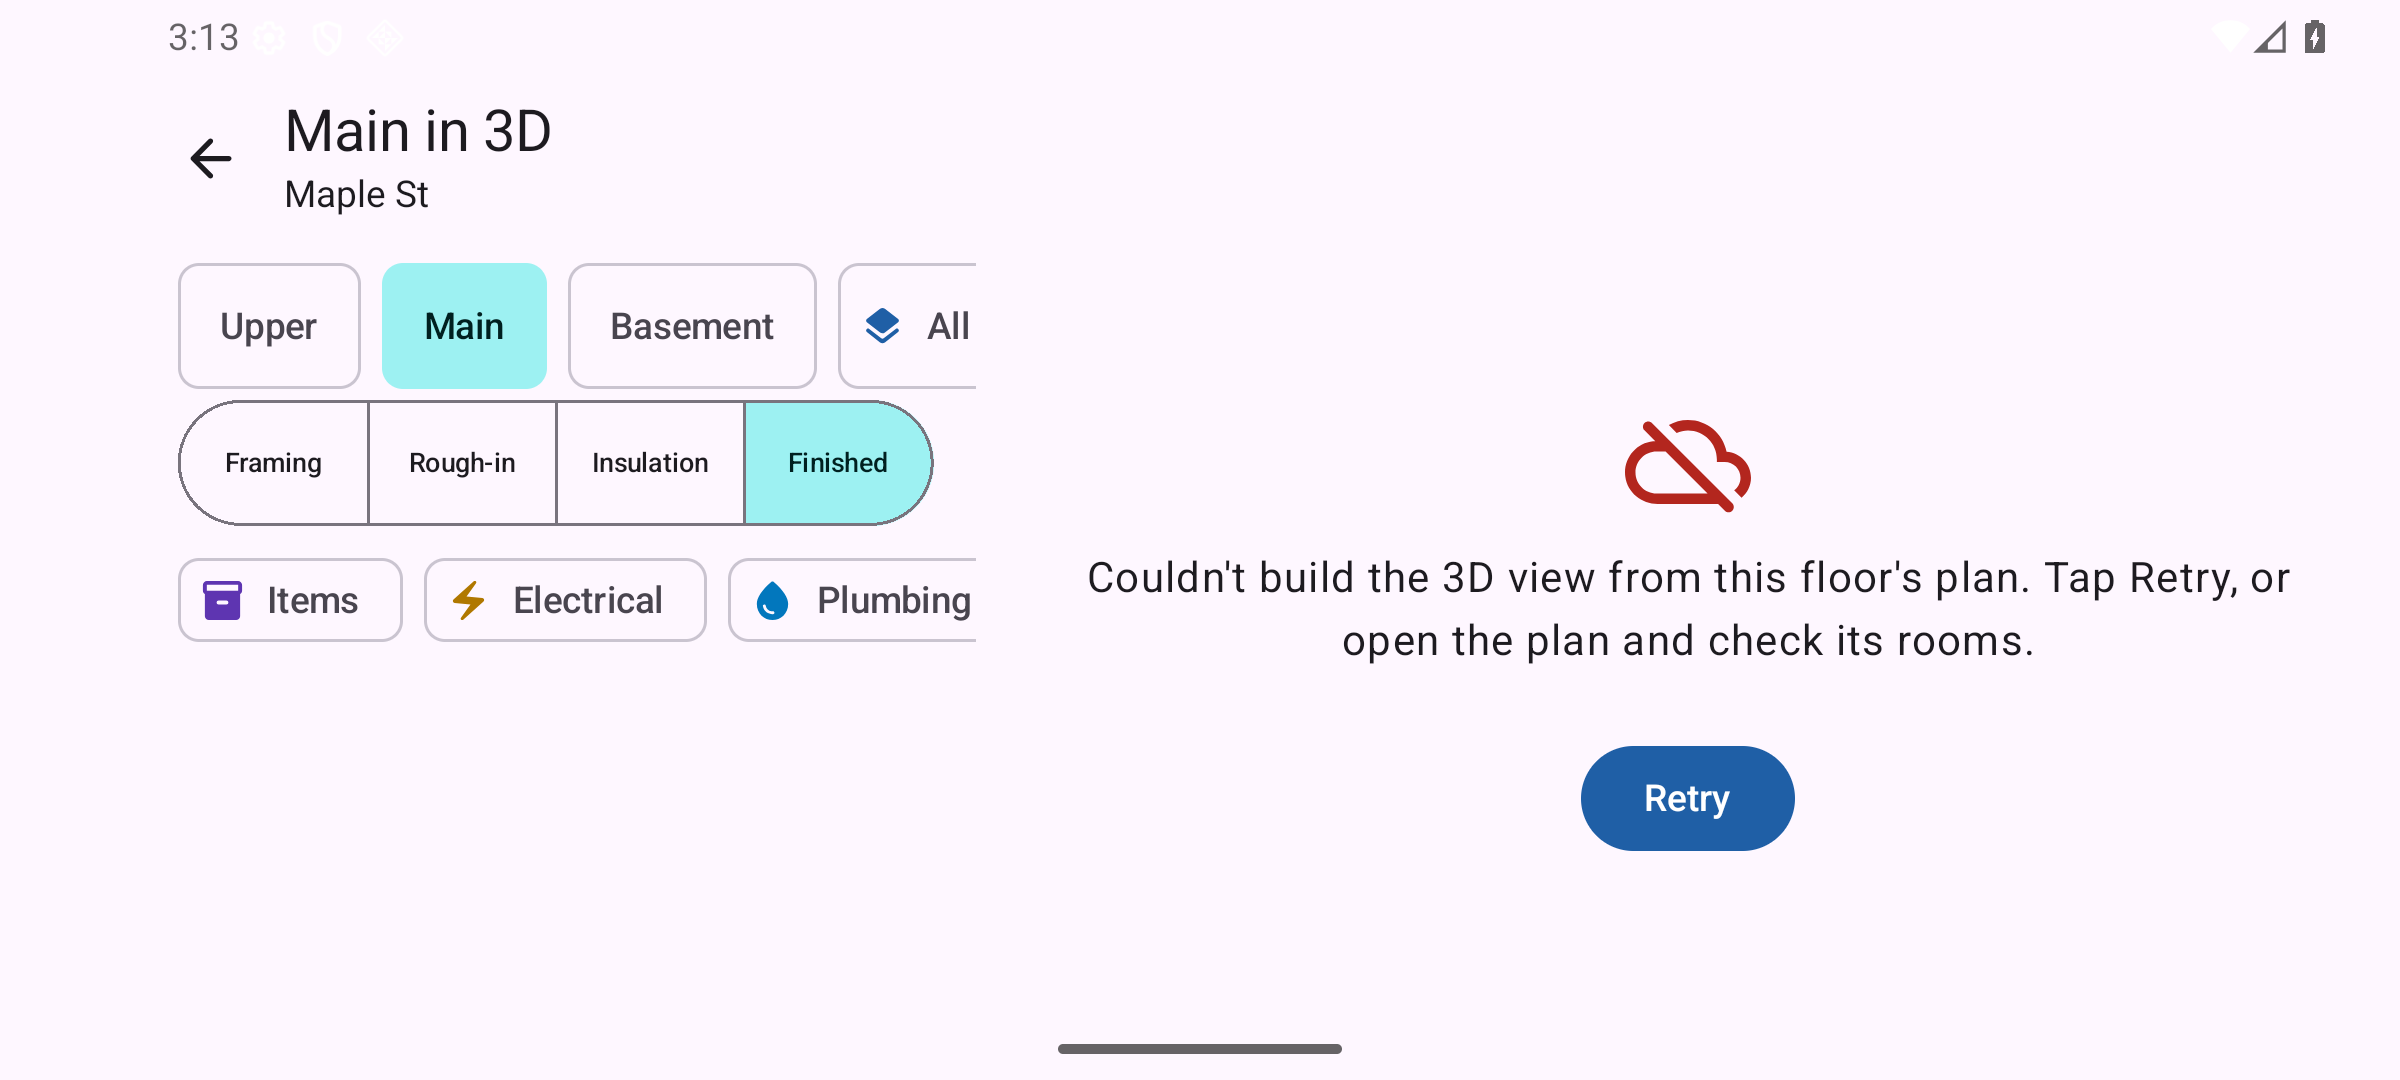 3:13
Main in 3D
Maple St
Upper
Main
Basement
All
Framing
Rough-in
Insulation
Finished
Items
Electrical
Plumbing
Couldn't build the 3D view from this floor's plan. Tap Retry, or
open the plan and check its rooms.
Retry